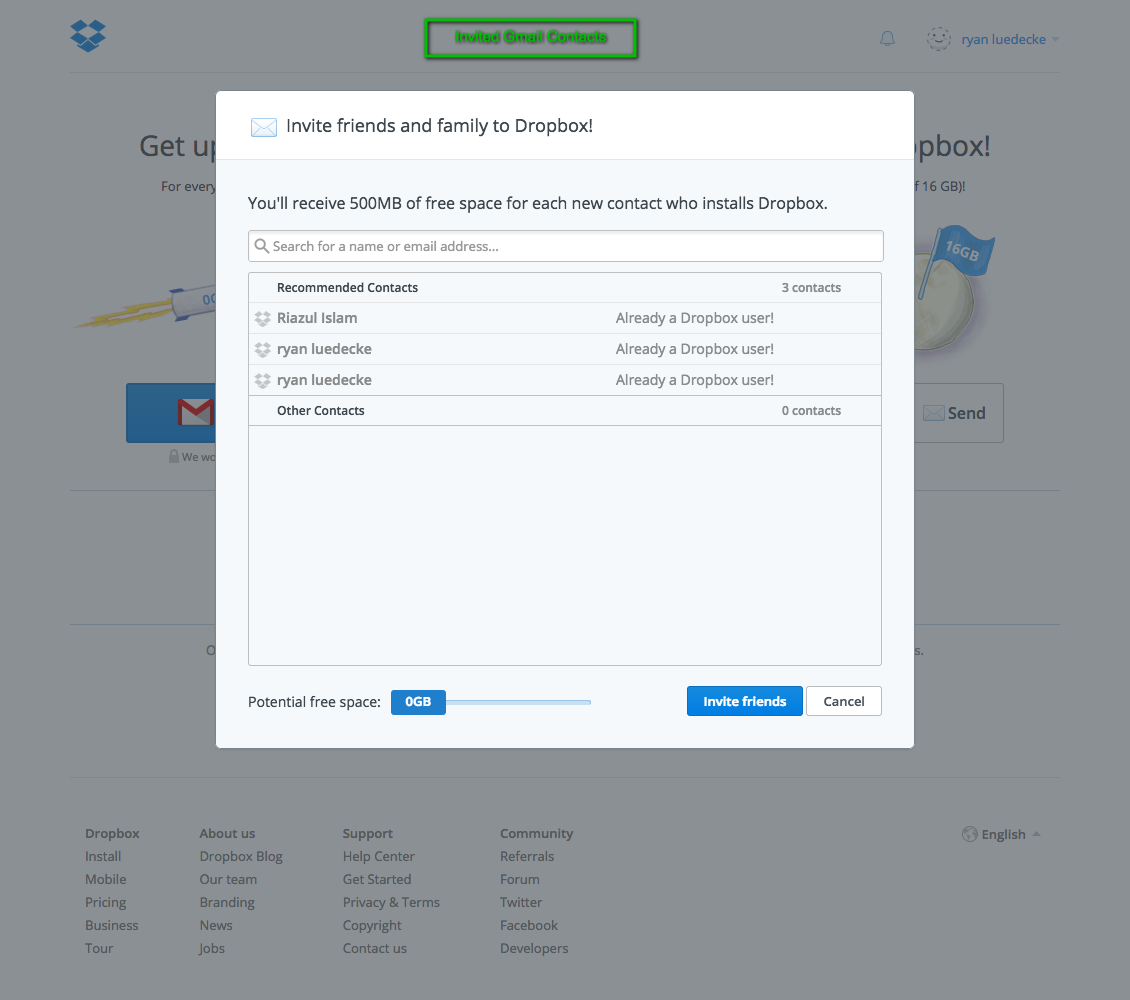 Invited Gmail Contacts
ryan luedecke
Invite friends and family to Dropbox!
Get up
pbox!
For every
f 16 GB)!
You'll receive 500MB of free space for each new contact who installs Dropbox.
Search for a name or email address...
16GB
Recommended Contacts 3 contacts
Riazul Islam Already a Dropbox user!
ryan luedecke Already a Dropbox user!
ryan luedecke Already a Dropbox user!
Other Contacts 0 contacts
Send
We wo
s.
Potential free space: 0GB
Invite friends
Cancel
Dropbox
Install
Mobile
Pricing
Business
Tour
About us
Dropbox Blog
Our team
Branding
News
Jobs
Support
Help Center
Get Started
Privacy & Terms
Copyright
Contact us
Community
Referrals
Forum
Twitter
Facebook
Developers
English